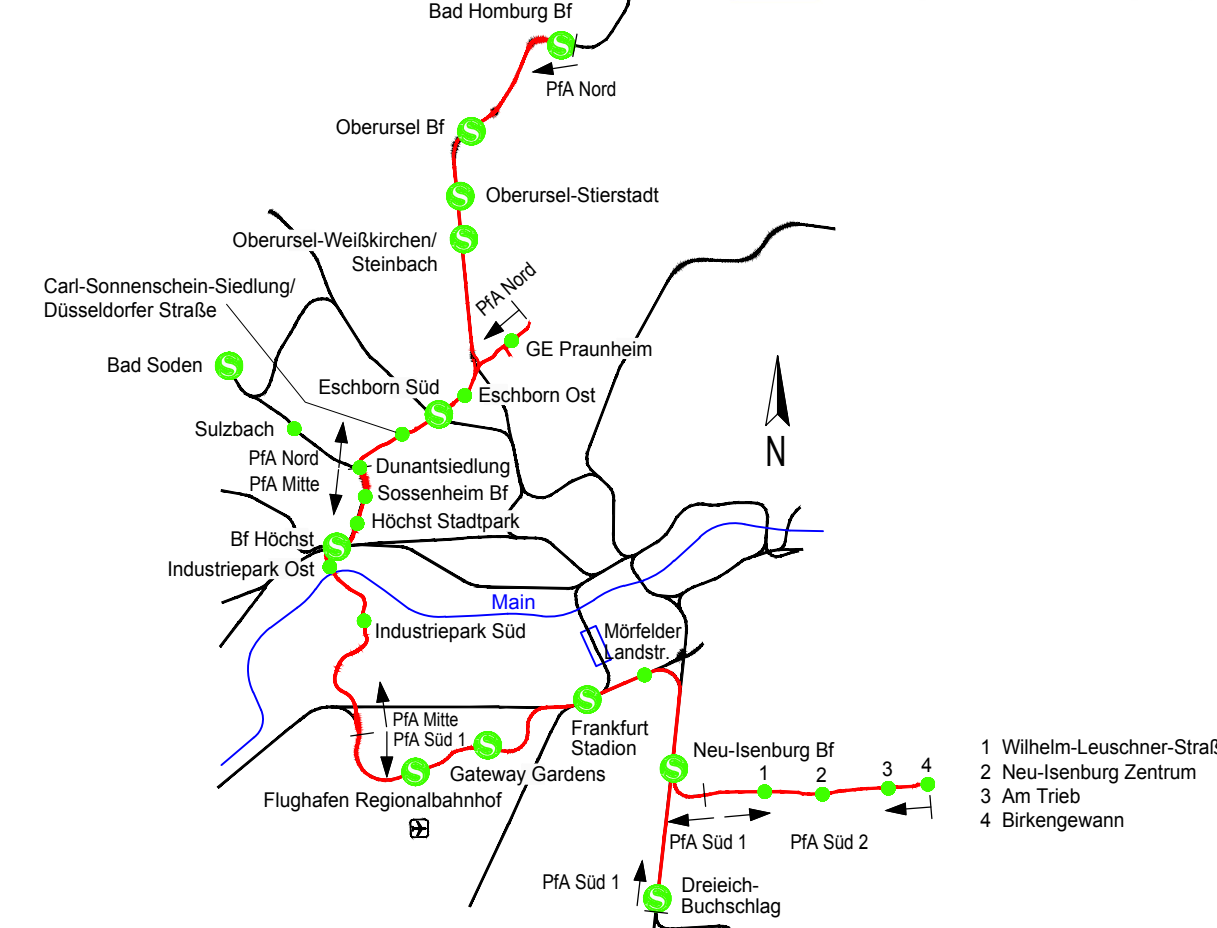 Bad Homburg Bf
PfA Nord
Oberursel Bf
Oberursel-Stierstadt
Oberursel-Weißkirchen/
Steinbach
Carl-Sonnenschein-Siedlung/
Düsseldorfer Straße
PfA Nord
GE Praunheim
Bad Soden
Eschborn Süd
Eschborn Ost
Sulzbach
PfA Nord
PfA Mitte
Dunantsiedlung
Sossenheim Bf
Höchst Stadtpark
N
Bf Höchst
Industriepark Ost
Main
Industriepark Süd
Mörfelder
Landstr.
PfA Mitte
PfA Süd 1
Frankfurt
Stadion
Gateway Gardens
Flughafen Regionalbahnhof
Neu-Isenburg Bf
1 2 3 4
PfA Süd 1
PfA Süd 2
PfA Süd 1
Dreieich-
Buchschlag
1 Wilhelm-Leuschner-Straß
2 Neu-Isenburg Zentrum
3 Am Trieb
4 Birkengewann